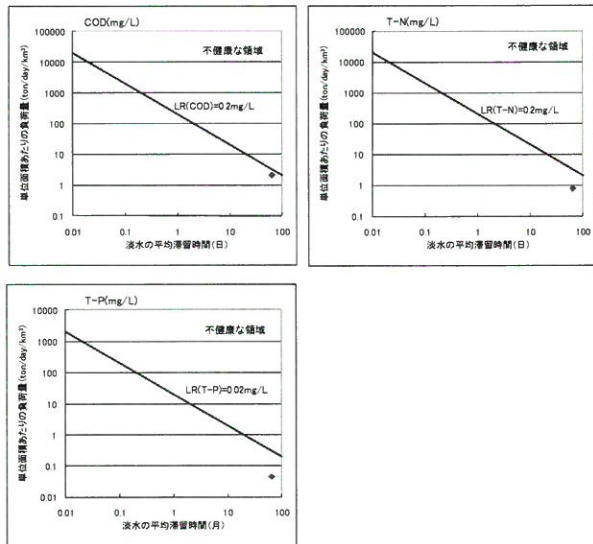 COD(mg/L)
単位面積あたりの負荷量(ton/day/km²)
100000
10000
1000
100
10
1
0.1
不健康な領域
LR(COD)=0.2mg/L
0.01
0.1
1
10
100
淡水の平均滞留時間(日)
T-N(mg/L)
単位面積あたりの負荷量(ton/day/km²)
100000
10000
1000
100
10
1
0.1
不健康な領域
LR(T-N)=0.2mg/L
0.01
0.1
1
10
100
淡水の平均滞留時間(日)
T-P(mg/L)
単位面積あたりの負荷量(ton/day/km²)
10000
1000
100
10
1
0.1
0.01
不健康な領域
LR(T-P)=0.02mg/L
0.01
0.1
1
10
100
淡水の平均滞留時間(月)